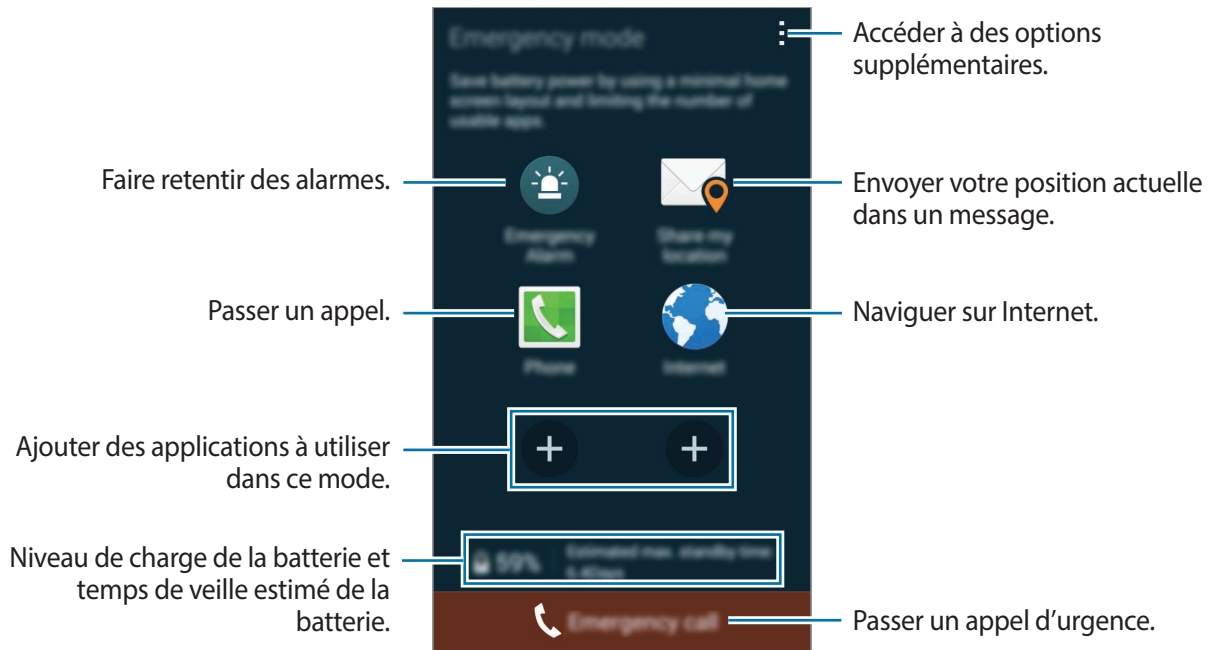 Emergency mode
Accéder à des options
supplémentaires.
Save battery power by using a minimal home
screen layout and limiting the number of
usable apps.
Faire retentir des alarmes.
Envoyer votre position actuelle
dans un message.
Emergency
Alarm
Share my
location
Passer un appel.
Naviguer sur Internet.
Phone
Internet
Ajouter des applications à utiliser
dans ce mode.
Niveau de charge de la batterie et
temps de veille estimé de la
batterie.
59%
Estimated max. standby time
Emergency call
Passer un appel d’urgence.